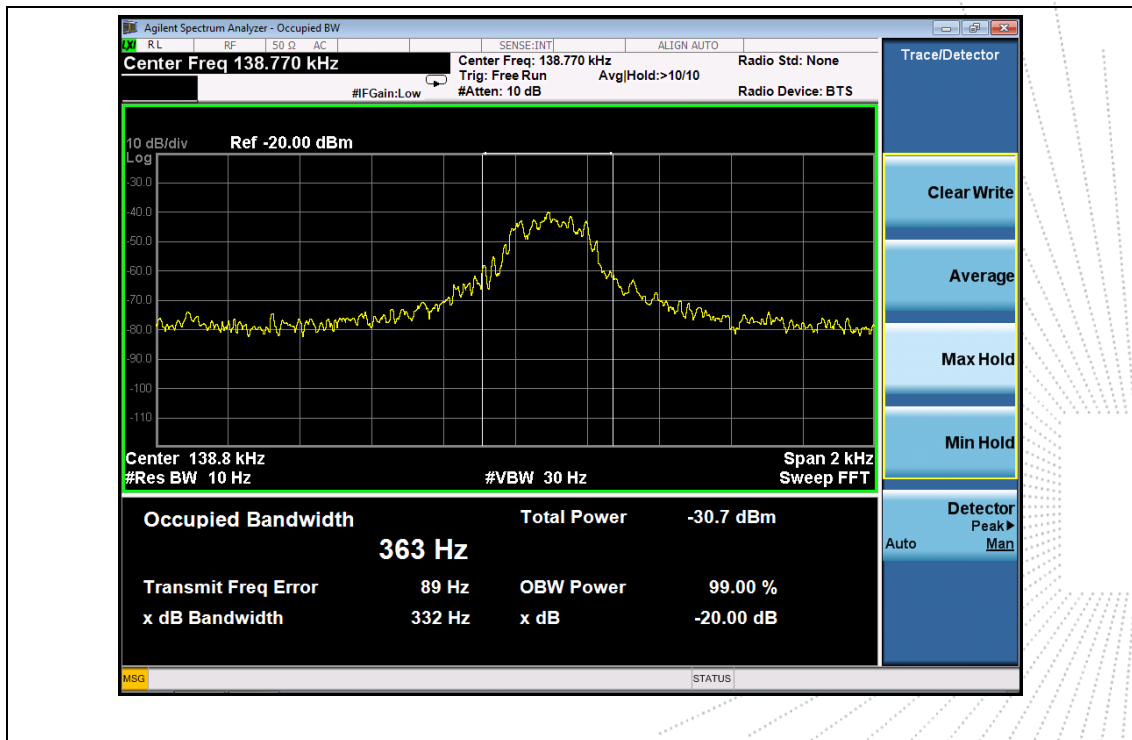 Agilent Spectrum Analyzer - Occupied BW
LXI RL RF 50 Ω AC SENSE:INT ALIGN AUTO
Center Freq 138.770 kHz
Center Freq: 138.770 kHz Radio Std: None
Trig: Free Run Avg|Hold:>10/10
#IFGain:Low #Atten: 10 dB Radio Device: BTS
10 dB/div Ref -20.00 dBm
Log
-30.0
-40.0
-50.0
-60.0
-70.0
-80.0
-90.0
-100
-110
Center 138.8 kHz Span 2 kHz
#Res BW 10 Hz #VBW 30 Hz Sweep FFT
Occupied Bandwidth Total Power -30.7 dBm
363 Hz
Transmit Freq Error 89 Hz OBW Power 99.00 %
x dB Bandwidth 332 Hz x dB -20.00 dB
MSG STATUS
Trace/Detector
Clear Write
Average
Max Hold
Min Hold
Detector
Peak▶
Auto Man